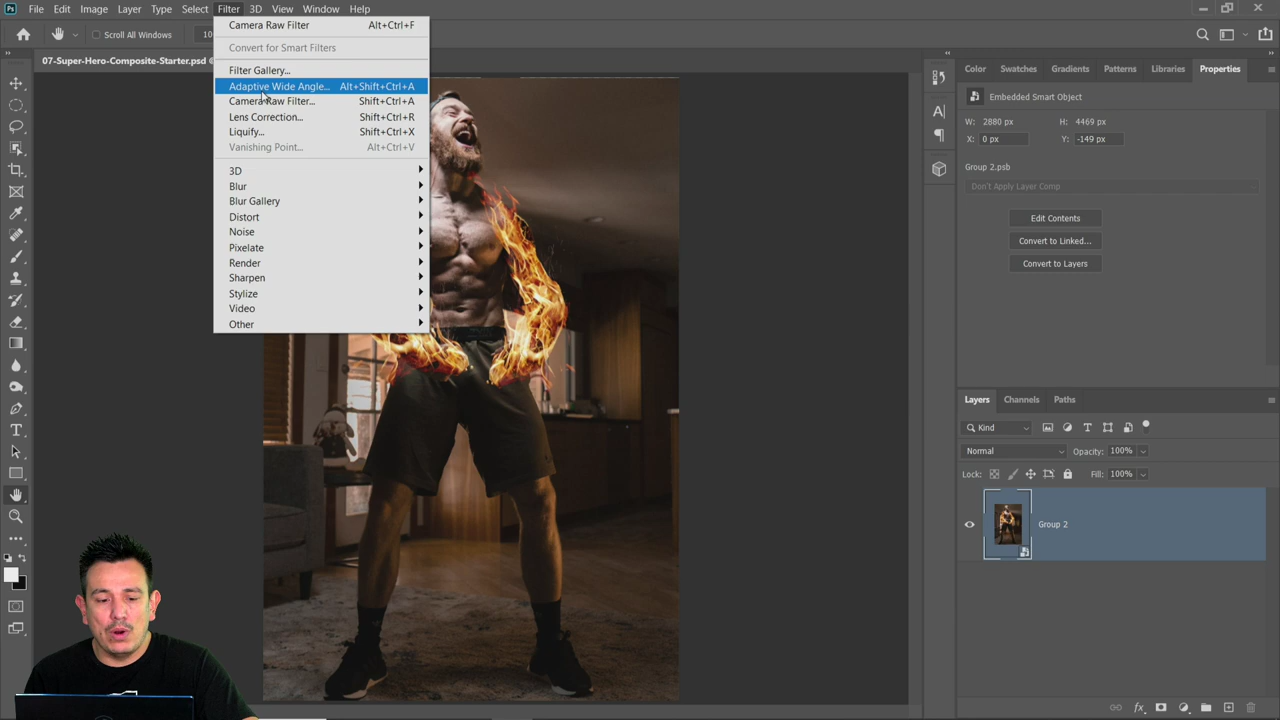 Ps File Edit Image Layer Type Select Filter 3D View Window Help
Scroll All Windows 10
07-Super-Hero-Composite-Starter.psd @
Camera Raw Filter Alt+Ctrl+F
Convert for Smart Filters
Filter Gallery...
Adaptive Wide Angle... Alt+Shift+Ctrl+A
Camera Raw Filter... Shift+Ctrl+A
Lens Correction... Shift+Ctrl+R
Liquify... Shift+Ctrl+X
Vanishing Point... Alt+Ctrl+V
3D
Blur
Blur Gallery
Distort
Noise
Pixelate
Render
Sharpen
Stylize
Video
Other
Color Swatches Gradients Patterns Libraries Properties
Embedded Smart Object
W: 2880 px H: 4469 px
X: 0 px Y: -149 px
Group 2.psb
Don't Apply Layer Comp
Edit Contents
Convert to Linked...
Convert to Layers
Layers Channels Paths
Kind
Normal Opacity: 100%
Lock: Fill: 100%
Group 2